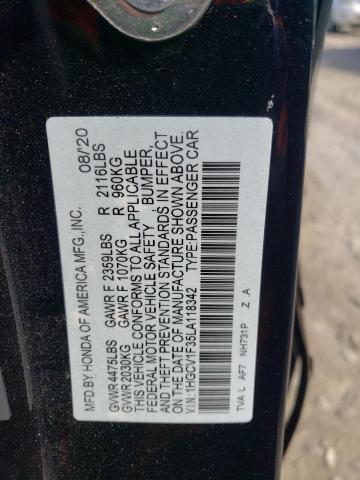 MFD BY HONDA OF AMERICA MFG., INC. 08/20
GVWR 4475LBS GAWR F 2359LBS R 2116LBS
GVWR 2030KG GAWR F 1070KG R 960KG
THIS VEHICLE CONFORMS TO ALL APPLICABLE
FEDERAL MOTOR VEHICLE SAFETY, BUMPER,
AND THEFT PREVENTION STANDARDS IN EFFECT
ON THE DATE OF MANUFACTURE SHOWN ABOVE.
V.I.N.: 1HGCV1F35LA118342 TYPE: PASSENGER CAR
TVA L AF7 NH731P Z A